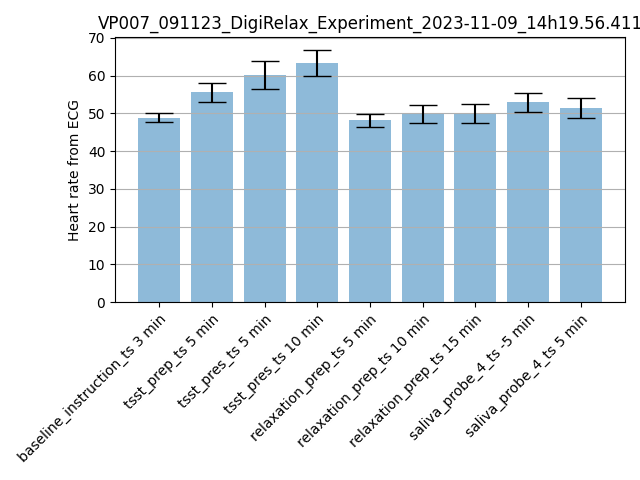 VP007_091123_DigiRelax_Experiment_2023-11-09_14h19.56.411
70
60
50
40
30
20
10
0
Heart rate from ECG
baseline_instruction_ts 3 min
tsst_prep_ts 5 min
tsst_pres_ts 5 min
tsst_pres_ts 10 min
relaxation_prep_ts 5 min
relaxation_prep_ts 10 min
relaxation_prep_ts 15 min
saliva_probe_4_ts -5 min
saliva_probe_4_ts 5 min